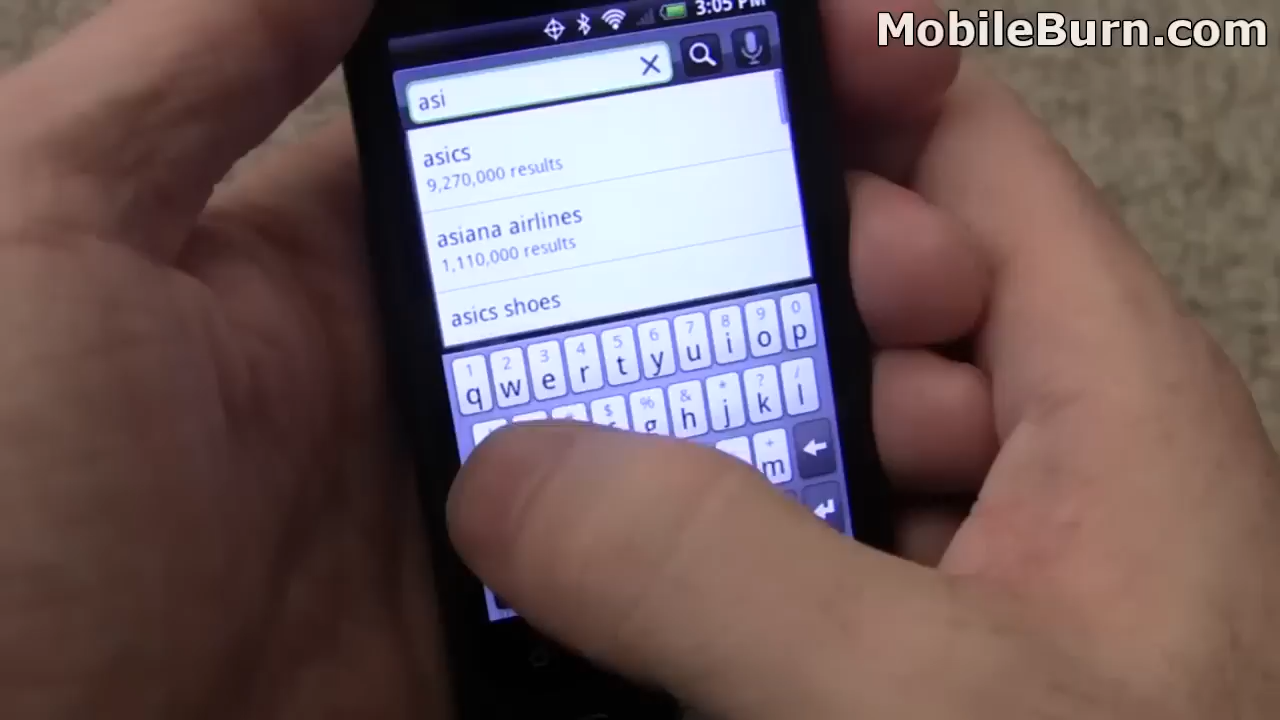 MobileBurn.com
3:05 PM
asi
asics
9,270,000 results
asiana airlines
1,110,000 results
asics shoes
1 2 3 4 5 6 7 8 9 0
q w e r t y u i o p
$ % & * ? /
g h j k l
+
m